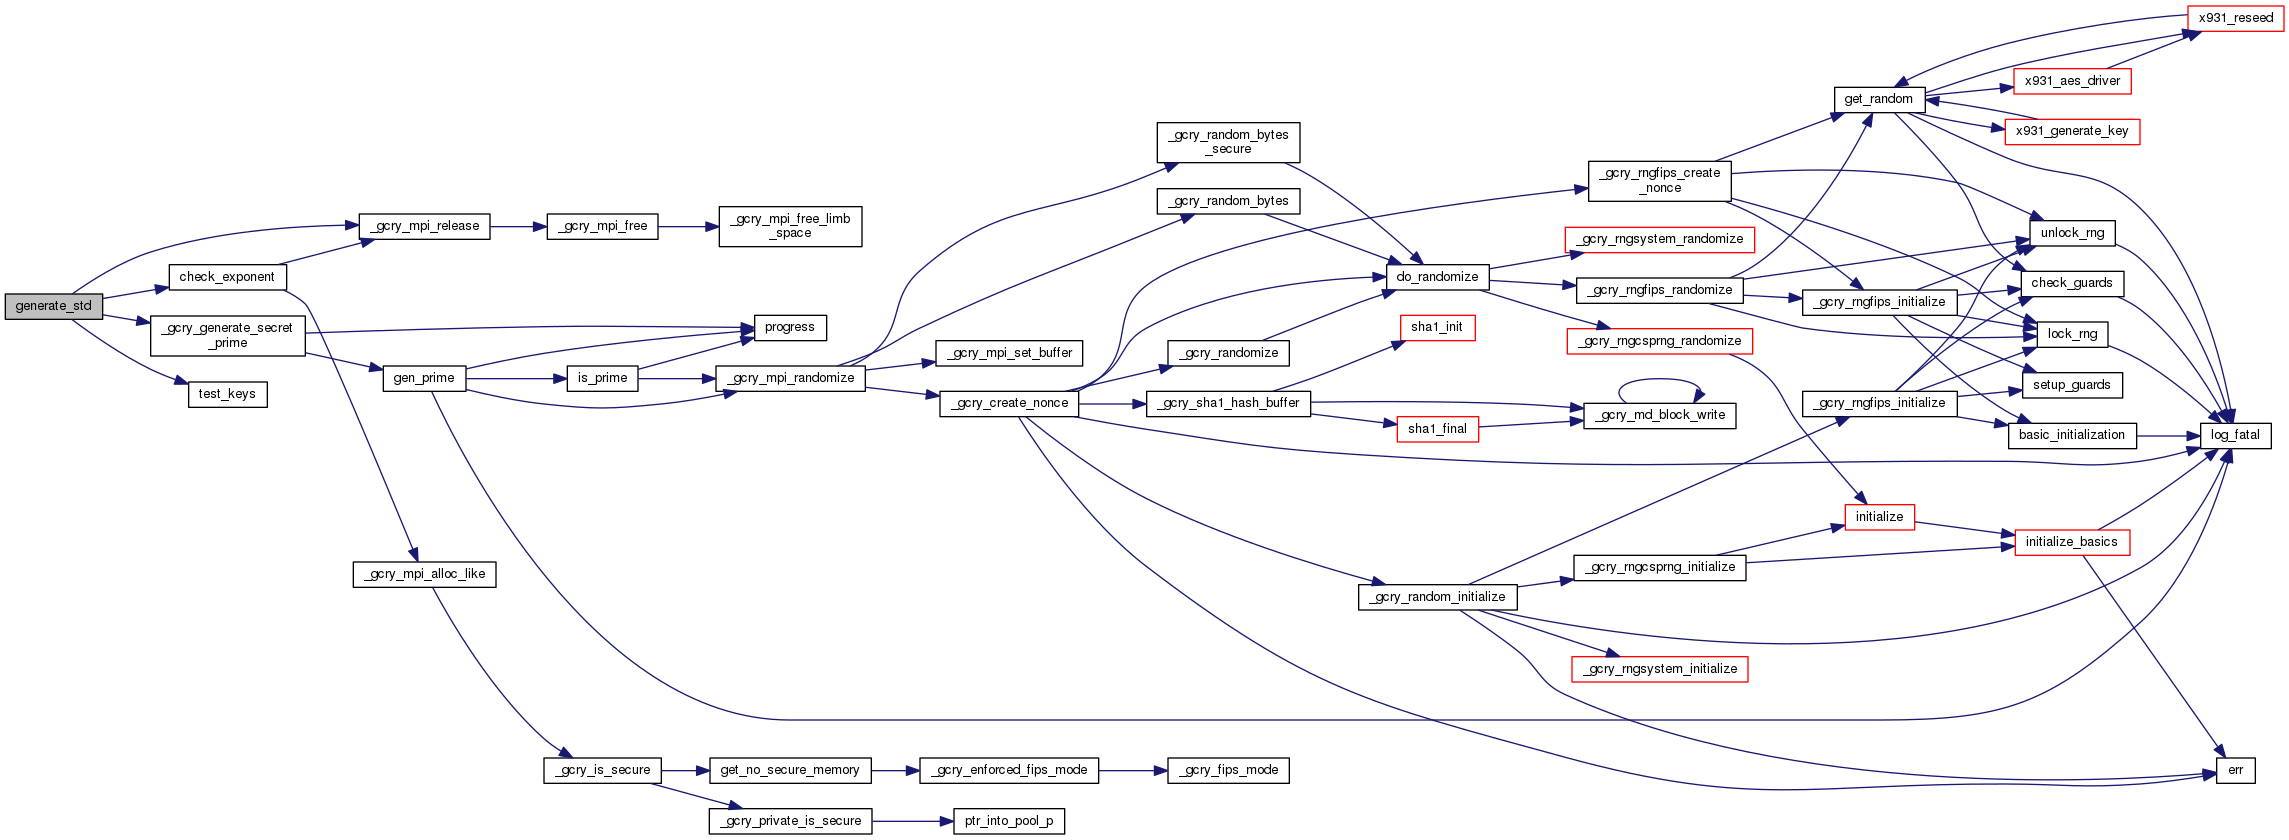 generate_std
_gcry_mpi_release
check_exponent
_gcry_generate_secret
_prime
test_keys
_gcry_mpi_free
_gcry_mpi_free_limb
_space
progress
gen_prime
is_prime
_gcry_mpi_randomize
_gcry_mpi_alloc_like
_gcry_is_secure
get_no_secure_memory
_gcry_enforced_fips_mode
_gcry_fips_mode
_gcry_private_is_secure
ptr_into_pool_p
_gcry_mpi_set_buffer
_gcry_create_nonce
_gcry_random_bytes
_secure
_gcry_random_bytes
_gcry_randomize
_gcry_sha1_hash_buffer
do_randomize
sha1_init
sha1_final
_gcry_random_initialize
_gcry_rngfips_create
_nonce
_gcry_rngsystem_randomize
_gcry_rngfips_randomize
_gcry_rngcsprng_randomize
_gcry_md_block_write
_gcry_rngcsprng_initialize
_gcry_rngsystem_initialize
get_random
_gcry_rngfips_initialize
_gcry_rngfips_initialize
initialize
x931_reseed
x931_aes_driver
x931_generate_key
unlock_rng
check_guards
lock_rng
setup_guards
basic_initialization
initialize_basics
log_fatal
err